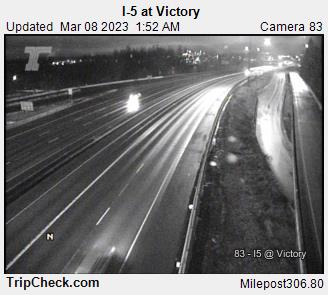 I-5 at Victory
Updated Mar 08 2023 1:52 AM Camera 83
T
N
83 - I5 @ Victory
TripCheck.com Milepost306.80